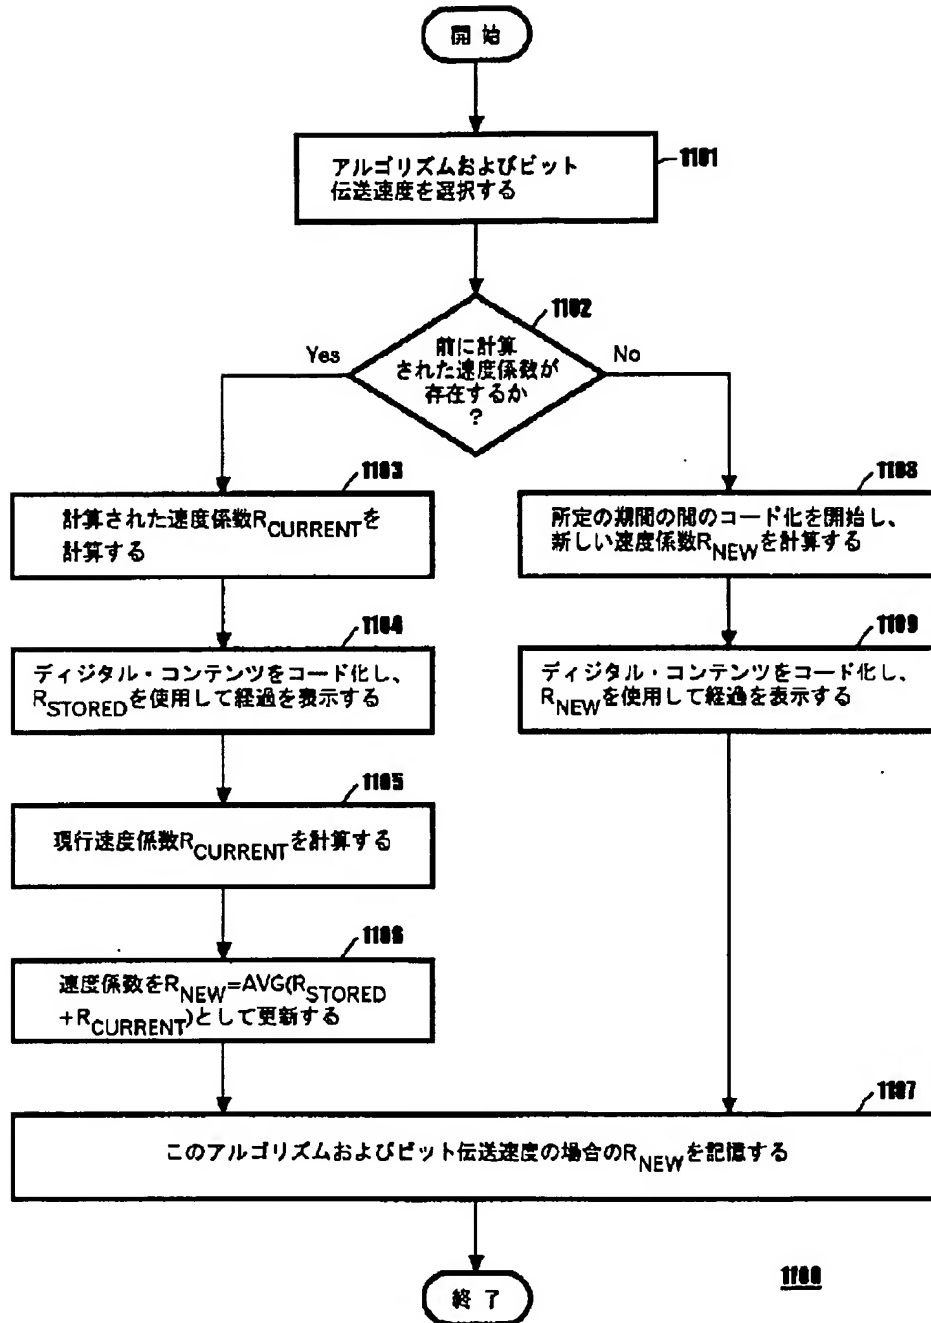 開始
アルゴリズムおよびビット
伝送速度を選択する
1101
1102
前に計算
された速度係数が
存在するか
?
Yes
No
1103
計算された速度係数RCURRENTを
計算する
1104
ディジタル・コンテンツをコード化し、
RSTOREDを使用して経過を表示する
1105
現行速度係数RCURRENTを計算する
1106
速度係数をRNEW=AVG(RSTORED
+RCURRENT)として更新する
1108
所定の期間の間のコード化を開始し、
新しい速度係数RNEWを計算する
1109
ディジタル・コンテンツをコード化し、
RNEWを使用して経過を表示する
1107
このアルゴリズムおよびビット伝送速度の場合のRNEWを記憶する
終了
1100